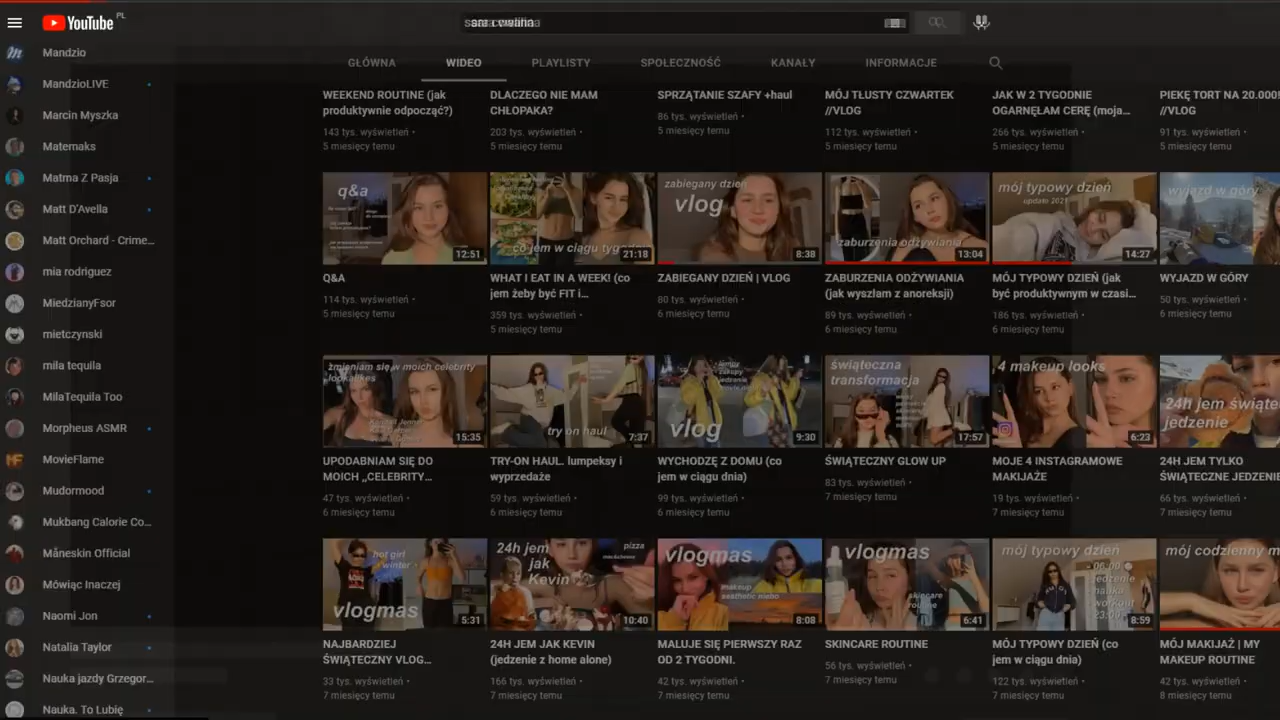 YouTube PL
GŁÓWNA WIDEO PLAYLISTY SPOŁECZNOŚĆ KANAŁY INFORMACJE
Mandzio
MandzioLIVE
Marcin Myszka
Matemaks
Matma Z Pasja
Matt D'Avella
Matt Orchard - Crime...
mia rodriguez
MiedzianyFsor
mietczynski
mila tequila
MilaTequila Too
Morpheus ASMR
MovieFlame
Mudormood
Mukbang Calorie Co...
Måneskin Official
Mówiąc Inaczej
Naomi Jon
Natalia Taylor
Nauka jazdy Grzegor...
Nauka. To Lubię
WEEKEND ROUTINE (jak
produktywnie odpocząć?)
143 tys. wyświetleń •
5 miesięcy temu
DLACZEGO NIE MAM
CHŁOPAKA?
203 tys. wyświetleń •
5 miesięcy temu
SPRZĄTANIE SZAFY +haul
86 tys. wyświetleń •
5 miesięcy temu
MÓJ TŁUSTY CZWARTEK
//VLOG
112 tys. wyświetleń •
5 miesięcy temu
JAK W 2 TYGODNIE
OGARNĘŁAM CERĘ (moja...
266 tys. wyświetleń •
5 miesięcy temu
PIEKĘ TORT NA 20.000!
//VLOG
91 tys. wyświetleń •
5 miesięcy temu
q&a
12:51
Q&A
114 tys. wyświetleń •
5 miesięcy temu
co jem w ciągu tygodnia
21:18
WHAT I EAT IN A WEEK! (co
jem żeby być FIT i...
359 tys. wyświetleń •
5 miesięcy temu
zabiegany dzień
vlog
8:38
ZABIEGANY DZIEŃ | VLOG
80 tys. wyświetleń •
6 miesięcy temu
zaburzenia odżywiania
13:04
ZABURZENIA ODŻYWIANIA
(jak wyszłam z anoreksji)
89 tys. wyświetleń •
6 miesięcy temu
mój typowy dzień
update 2021
14:27
MÓJ TYPOWY DZIEŃ (jak
być produktywnym w czasi...
186 tys. wyświetleń •
6 miesięcy temu
wyjazd w góry
WYJAZD W GÓRY
50 tys. wyświetleń •
6 miesięcy temu
zmieniam się w moich celebrity
lookalikes
15:35
UPODABNIAM SIĘ DO
MOICH „CELEBRITY...
47 tys. wyświetleń •
6 miesięcy temu
try on haul
7:37
TRY-ON HAUL. lumpeksy i
wyprzedaże
59 tys. wyświetleń •
6 miesięcy temu
vlog
9:30
WYCHODZĘ Z DOMU (co
jem w ciągu dnia)
99 tys. wyświetleń •
6 miesięcy temu
świąteczna
transformacja
17:57
ŚWIĄTECZNY GLOW UP
83 tys. wyświetleń •
7 miesięcy temu
4 makeup looks
6:23
MOJE 4 INSTAGRAMOWE
MAKIJAŻE
19 tys. wyświetleń •
7 miesięcy temu
24h jem święte
jedzenie
24H JEM TYLKO
ŚWIĄTECZNE JEDZENIE
66 tys. wyświetleń •
7 miesięcy temu
hot girl
winter
vlogmas
5:31
NAJBARDZIEJ
ŚWIĄTECZNY VLOG...
33 tys. wyświetleń •
7 miesięcy temu
24h jem
jak
Kevin
pizza
10:40
24H JEM JAK KEVIN
(jedzenie z home alone)
166 tys. wyświetleń •
7 miesięcy temu
vlogmas
makeup
aesthetic niebo
8:08
MALUJE SIĘ PIERWSZY RAZ
OD 2 TYGODNI.
42 tys. wyświetleń •
7 miesięcy temu
vlogmas
skincare
routine
6:41
SKINCARE ROUTINE
56 tys. wyświetleń •
7 miesięcy temu
mój typowy dzień
- 06:00
- jedzenie
- nauka
- workout
- 23:00
8:59
MÓJ TYPOWY DZIEŃ (co
jem w ciągu dnia)
122 tys. wyświetleń •
7 miesięcy temu
mój codzienny m
MÓJ MAKIJAŻ | MY
MAKEUP ROUTINE
42 tys. wyświetleń •
8 miesięcy temu